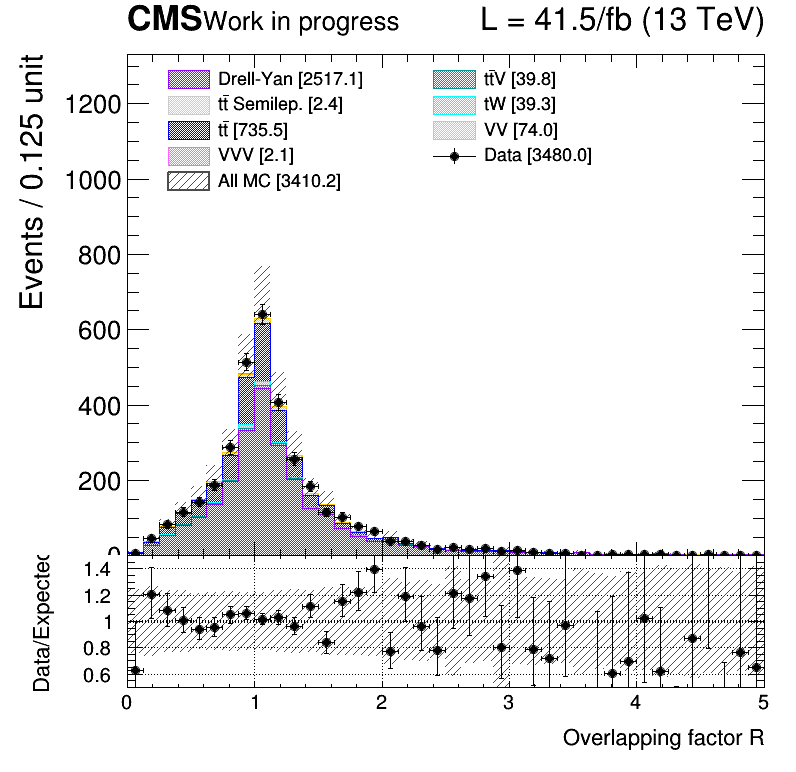 CMS Work in progress L = 41.5/fb (13 TeV)
Events / 0.125 unit
Drell-Yan [2517.1]
tt̄ Semilep. [2.4]
tt̄ [735.5]
VVV [2.1]
All MC [3410.2]
tt̄V [39.8]
tW [39.3]
VV [74.0]
Data [3480.0]
1200
1000
800
600
400
200
0
Data/Expected
1.4
1.2
1
0.8
0.6
0 1 2 3 4 5
Overlapping factor R